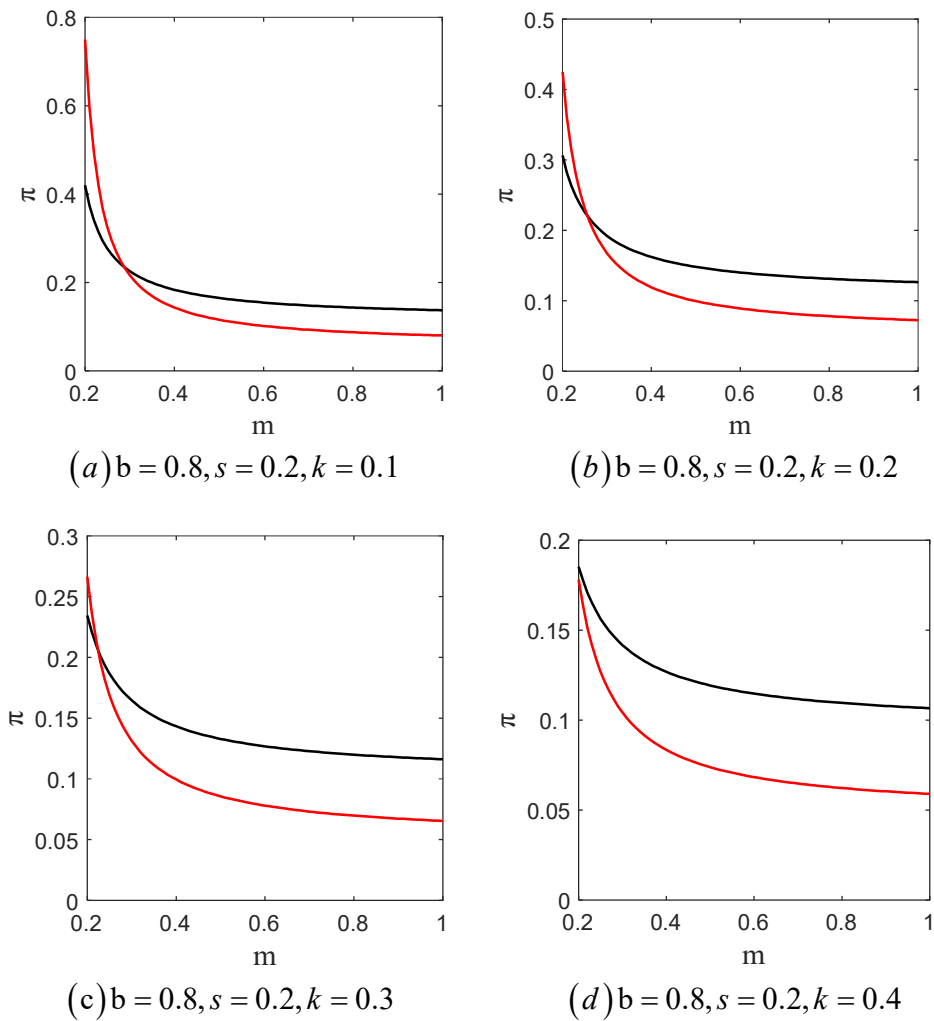 0.8
0.6
0.4
0.2
0
π
0.2 0.4 0.6 0.8 1
m
(a) b = 0.8, s = 0.2, k = 0.1
0.5
0.4
0.3
0.2
0.1
0
π
0.2 0.4 0.6 0.8 1
m
(b) b = 0.8, s = 0.2, k = 0.2
0.3
0.25
0.2
0.15
0.1
0.05
0
π
0.2 0.4 0.6 0.8 1
m
(c) b = 0.8, s = 0.2, k = 0.3
0.2
0.15
0.1
0.05
0
π
0.2 0.4 0.6 0.8 1
m
(d) b = 0.8, s = 0.2, k = 0.4